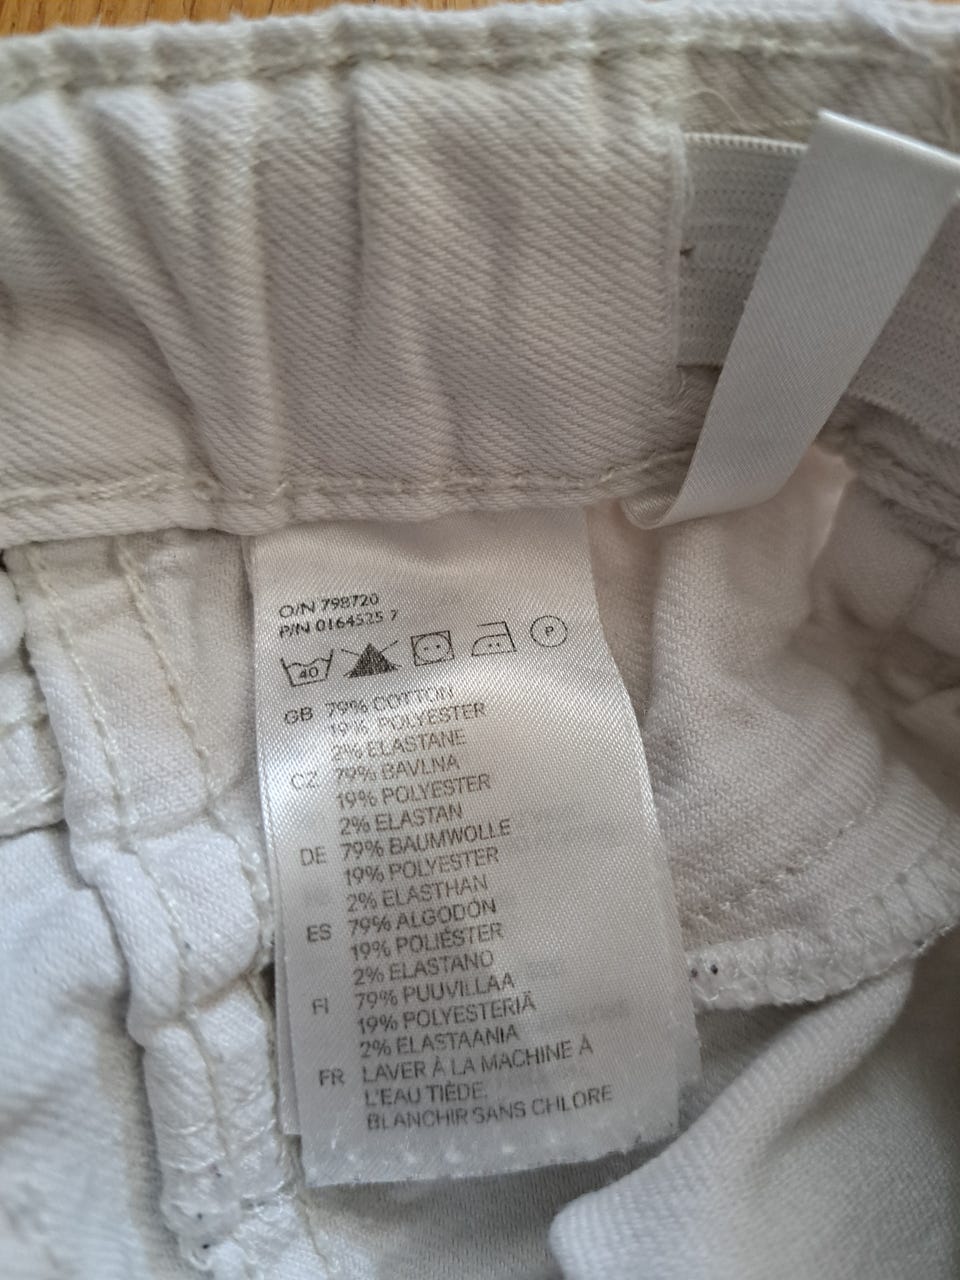 O/N 798720
P/N 0164525 7
40 P
GB 79% COTTON
19% POLYESTER
2% ELASTANE
CZ 79% BAVLNA
19% POLYESTER
2% ELASTAN
DE 79% BAUMWOLLE
19% POLYESTER
2% ELASTHAN
ES 79% ALGODÓN
19% POLIÉSTER
2% ELASTANO
FI 79% PUUVILLAA
19% POLYESTERIÄ
2% ELASTAANIA
FR LAVER À LA MACHINE À
L'EAU TIÈDE.
BLANCHIR SANS CHLORE